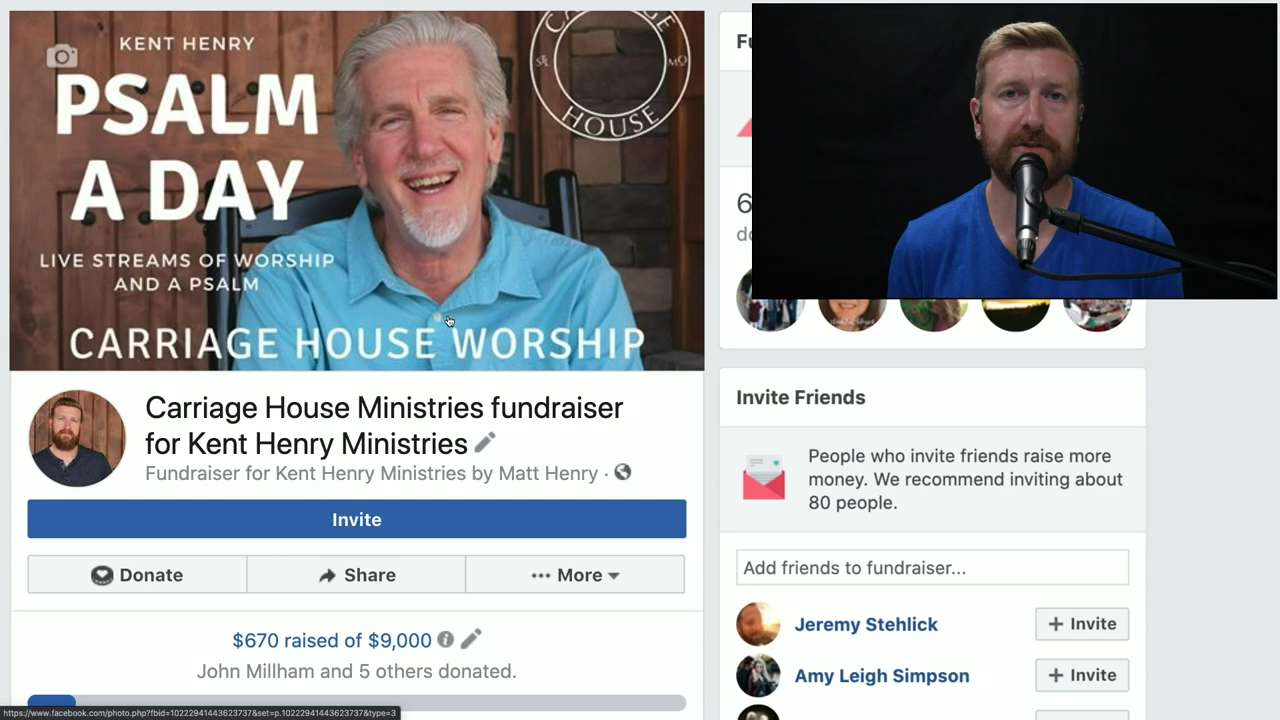 KENT HENRY
PSALM
A DAY
LIVE STREAMS OF WORSHIP
AND A PSALM
CARRIAGE HOUSE WORSHIP
STL
MO
HOUSE
Carriage House Ministries fundraiser
for Kent Henry Ministries
Fundraiser for Kent Henry Ministries by Matt Henry ·
Invite
Donate
Share
••• More
$670 raised of $9,000
John Millham and 5 others donated.
https://www.facebook.com/photo.php?fbid=10222941443623737&set=p.10222941443623737&type=3
6
Invite Friends
People who invite friends raise more
money. We recommend inviting about
80 people.
Add friends to fundraiser...
Jeremy Stehlick
+ Invite
Amy Leigh Simpson
+ Invite